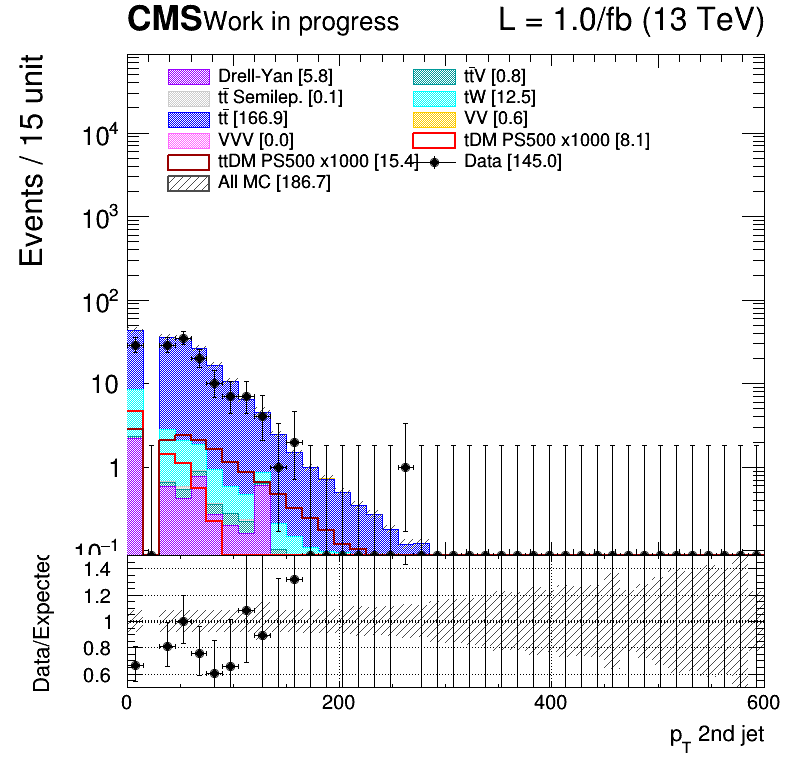 CMS Work in progress L = 1.0/fb (13 TeV)
Events / 15 unit
Drell-Yan [5.8] tt̄V [0.8]
tt̄ Semilep. [0.1] tW [12.5]
tt̄ [166.9] VV [0.6]
VVV [0.0] tDM PS500 x1000 [8.1]
ttDM PS500 x1000 [15.4] Data [145.0]
All MC [186.7]
10⁴
10³
10²
10
1
10⁻¹
Data/Expected
1.4
1.2
1
0.8
0.6
0 200 400 600
p_T 2nd jet